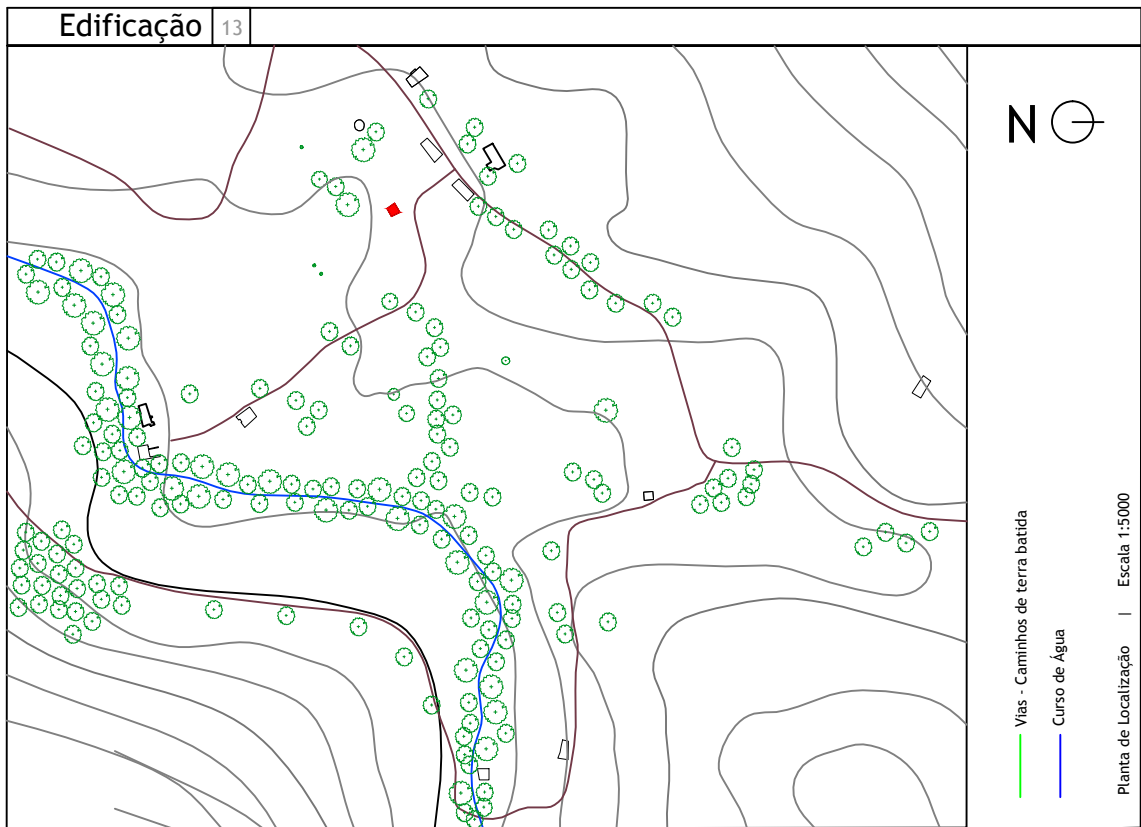 Edificação 13
N
Vias - Caminhos de terra batida
Curso de Água
Planta de Localização | Escala 1:5000